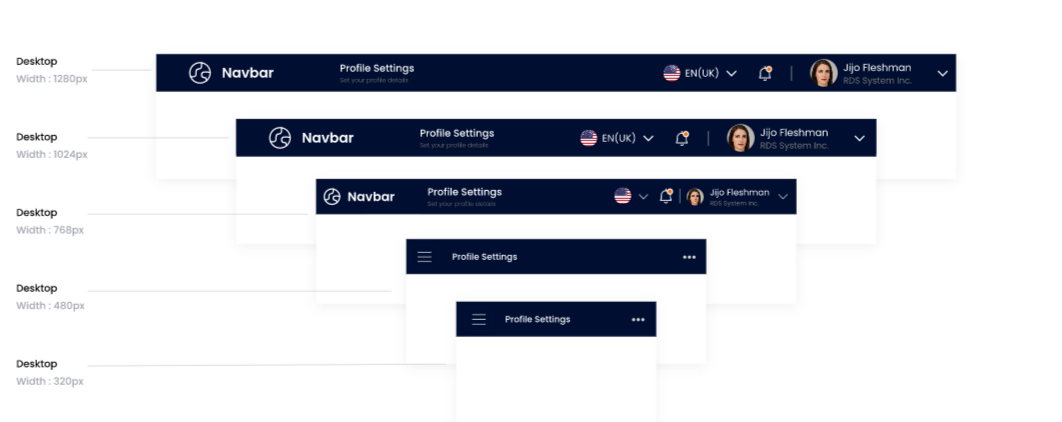 Desktop
Width : 1280px
Navbar
Profile Settings
Set your profile details
EN(UK)
Jijo Fleshman
RDS System Inc.
Desktop
Width : 1024px
Navbar
Profile Settings
Set your profile details
EN(UK)
Jijo Fleshman
RDS System Inc.
Desktop
Width : 768px
Navbar
Profile Settings
Set your profile details
Jijo Fleshman
RDS System Inc.
Desktop
Width : 480px
Profile Settings
Desktop
Width : 320px
Profile Settings